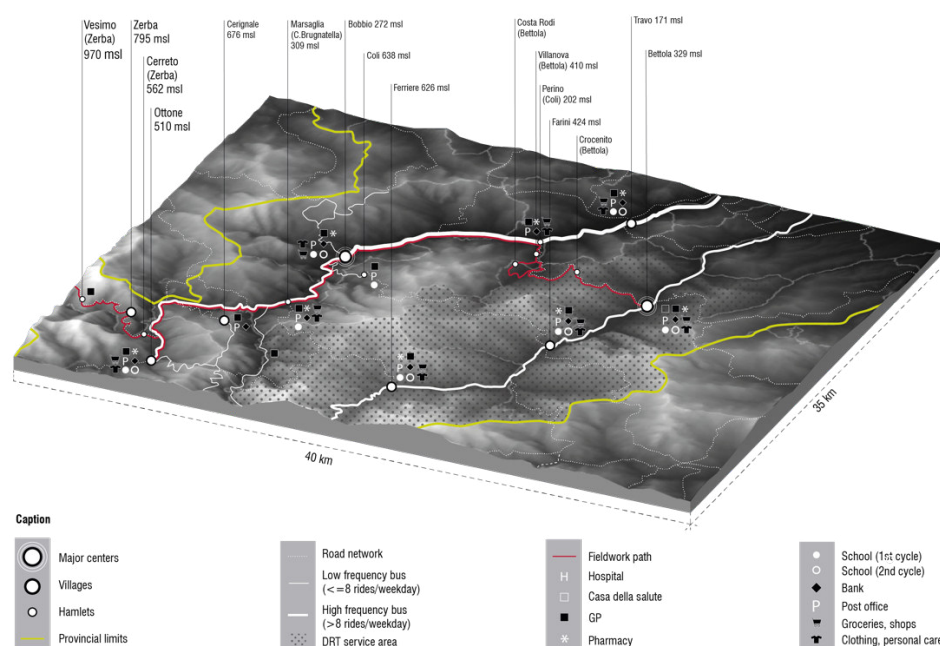 Vesimo
(Zerba)
970 msl
Zerba
795 msl
Cerreto
(Zerba)
562 msl
Ottone
510 msl
Cerignale
676 msl
Marsaglia
(C.Brugnatella)
309 msl
Bobbio 272 msl
Coli 638 msl
Ferriere 626 msl
Costa Rodi
(Bettola)
Villanova
(Bettola) 410 msl
Perino
(Coli) 202 msl
Farini 424 msl
Crocenito
(Bettola)
Travo 171 msl
Bettola 329 msl
P
P
P
P
P
P
P
P
40 km
35 km
Caption
Major centers
Villages
Hamlets
Provincial limits
Road network
Low frequency bus
(<=8 rides/weekday)
High frequency bus
(>8 rides/weekday)
DRT service area
Fieldwork path
H Hospital
Casa della salute
GP
Pharmacy
School (1st cycle)
School (2nd cycle)
Bank
P Post office
Groceries, shops
Clothing, personal care